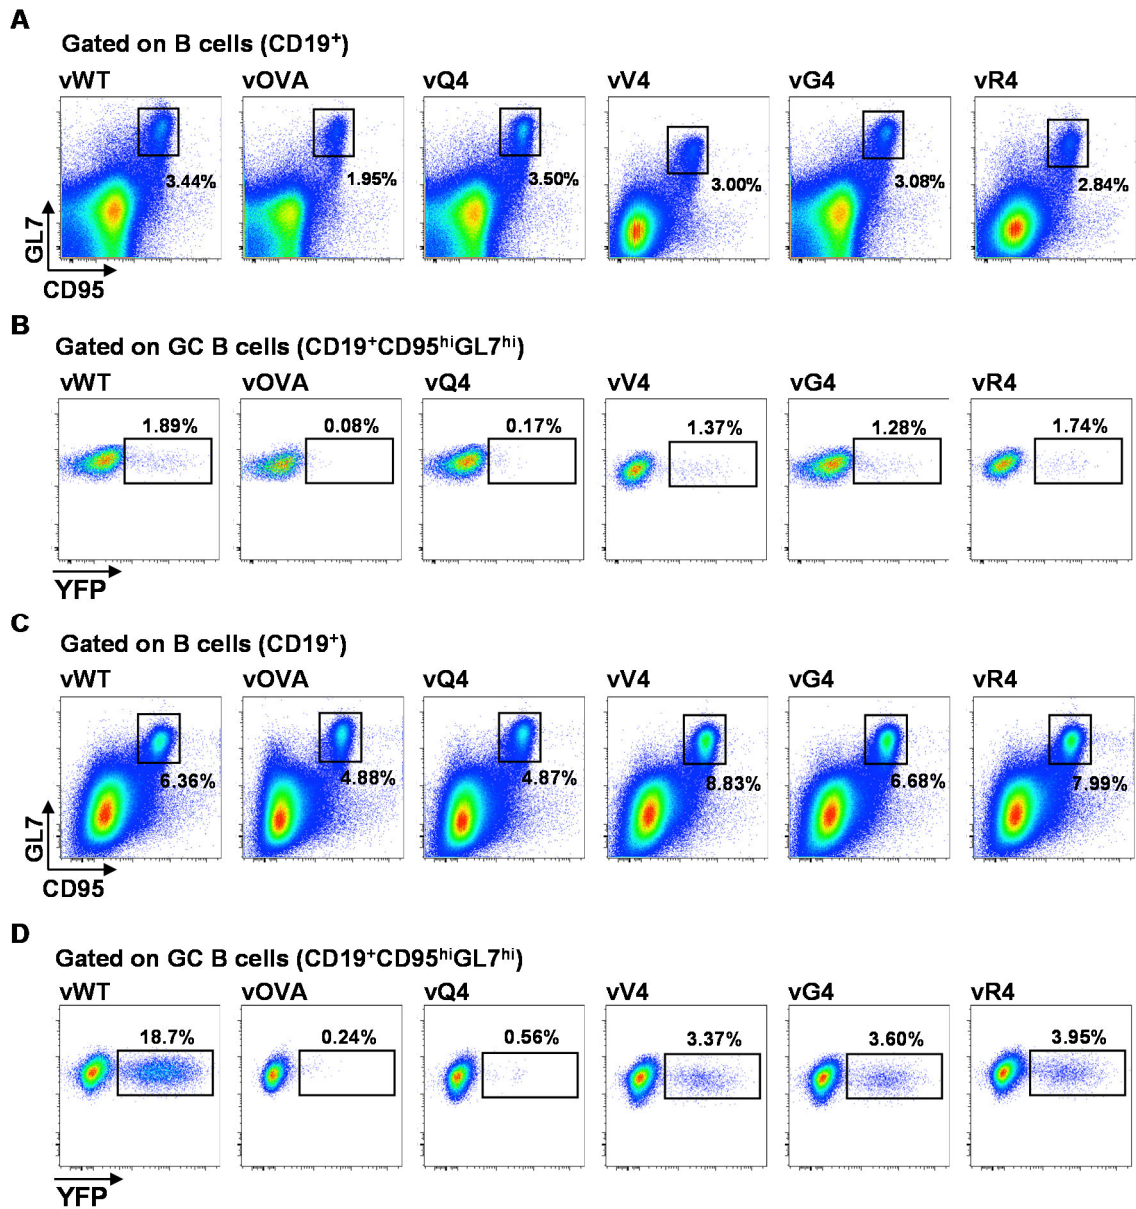 A
Gated on B cells (CD19⁺)
vWT vOVA vQ4 vV4 vG4 vR4
3.44% 1.95% 3.50% 3.00% 3.08% 2.84%
GL7
CD95
B
Gated on GC B cells (CD19⁺CD95ʰⁱGL7ʰⁱ)
vWT vOVA vQ4 vV4 vG4 vR4
1.89% 0.08% 0.17% 1.37% 1.28% 1.74%
YFP
C
Gated on B cells (CD19⁺)
vWT vOVA vQ4 vV4 vG4 vR4
6.36% 4.88% 4.87% 8.83% 6.68% 7.99%
GL7
CD95
D
Gated on GC B cells (CD19⁺CD95ʰⁱGL7ʰⁱ)
vWT vOVA vQ4 vV4 vG4 vR4
18.7% 0.24% 0.56% 3.37% 3.60% 3.95%
YFP